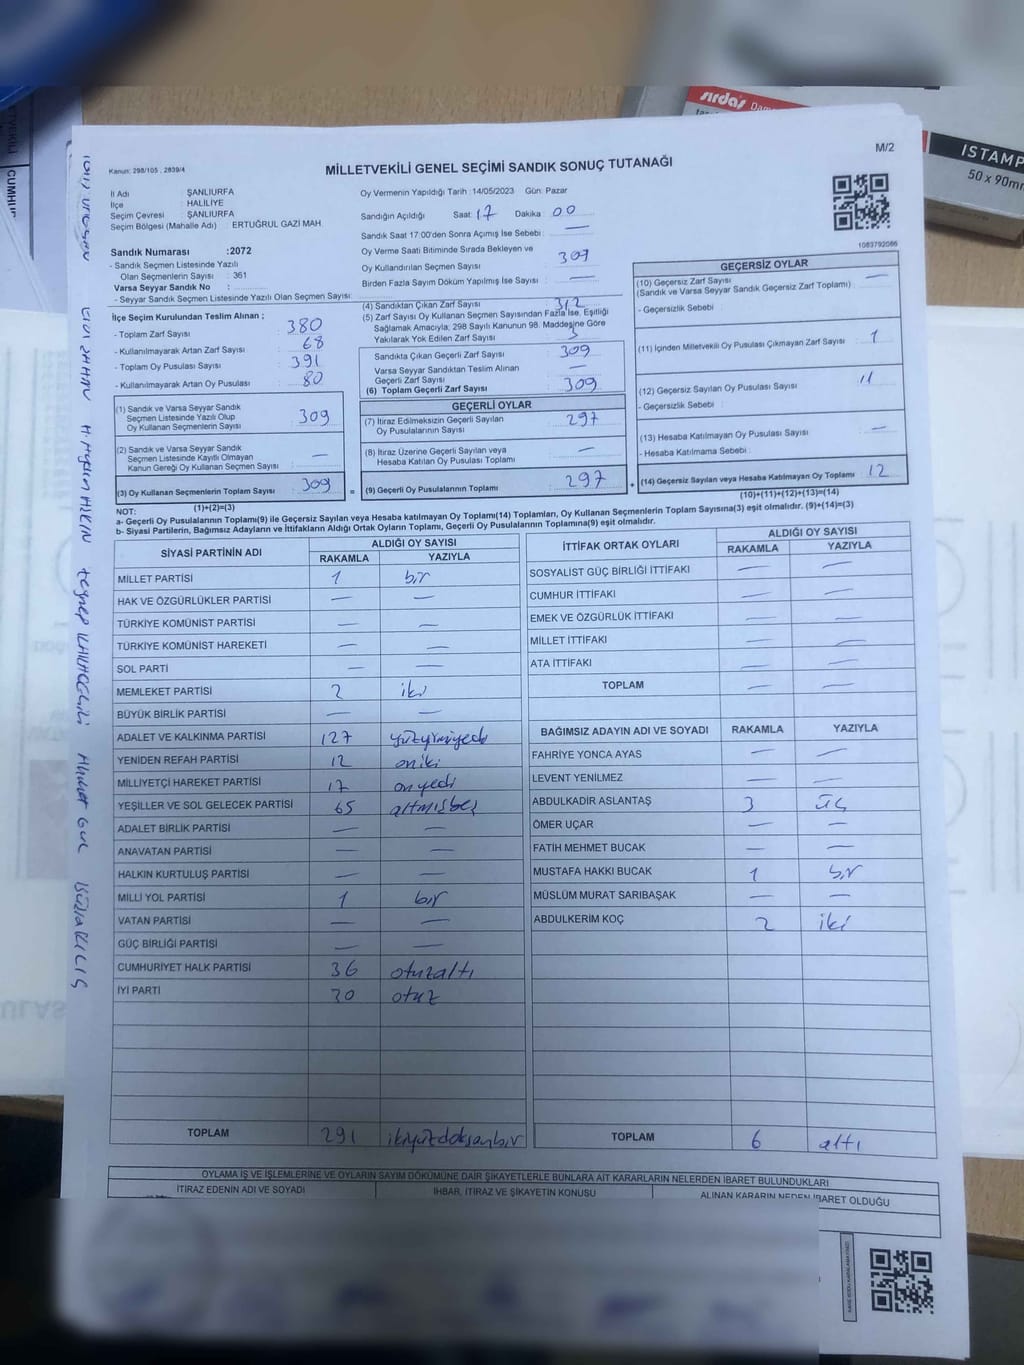 sırdaş Dam
ISTAMP
50 x 90m
CUMHUR
M/2
Kanun: 298/105 , 2839/4
MİLLETVEKİLİ GENEL SEÇİMİ SANDIK SONUÇ TUTANAĞI
İl Adı ŞANLIURFA
İlçe HALİLİYE
Seçim Çevresi ŞANLIURFA
Seçim Bölgesi (Mahalle Adı) : ERTUĞRUL GAZİ MAH.
Sandık Numarası :2072
- Sandık Seçmen Listesinde Yazılı
Olan Seçmenlerin Sayısı : 361
Varsa Seyyar Sandık No :
- Seyyar Sandık Seçmen Listesinde Yazılı Olan Seçmen Sayısı:
Oy Vermenin Yapıldığı Tarih :14/05/2023 Gün: Pazar
Sandığın Açıldığı Saat: 17 Dakika 00
Sandık Saat 17:00'den Sonra Açımış İse Sebebi : —
Oy Verme Saati Bitiminde Sırada Bekleyen ve
Oy Kullandırılan Seçmen Sayısı 307
Birden Fazla Sayım Döküm Yapılmış İse Sayısı : —
1083792086
İlçe Seçim Kurulundan Teslim Alınan ;
- Toplam Zarf Sayısı 380
- Kullanılmayarak Artan Zarf Sayısı 68
- Toplam Oy Pusulası Sayısı 391
- Kullanılmayarak Artan Oy Pusulası 80
(4) Sandıktan Çıkan Zarf Sayısı 312
(5) Zarf Sayısı Oy Kullanan Seçmen Sayısından Fazla İse, Eşitliği
Sağlamak Amacıyla, 298 Sayılı Kanunun 98. Maddesine Göre
Yakılarak Yok Edilen Zarf Sayısı 3
Sandıkta Çıkan Geçerli Zarf Sayısı 309
Varsa Seyyar Sandıktan Teslim Alınan
Geçerli Zarf Sayısı —
(6) Toplam Geçerli Zarf Sayısı 309
GEÇERSİZ OYLAR
(10) Geçersiz Zarf Sayısı —
(Sandık ve Varsa Seyyar Sandık Geçersiz Zarf Toplamı)
- Geçersizlik Sebebi :
(11) İçinden Milletvekili Oy Pusulası Çıkmayan Zarf Sayısı 1
(12) Geçersiz Sayılan Oy Pusulası Sayısı 11
- Geçersizlik Sebebi :
(13) Hesaba Katılmayan Oy Pusulası Sayısı —
- Hesaba Katılmama Sebebi :
(14) Geçersiz Sayılan veya Hesaba Katılmayan Oy Toplamı 12
(10)+(11)+(12)+(13)=(14)
(1) Sandık ve Varsa Seyyar Sandık
Seçmen Listesinde Yazılı Olup
Oy Kullanan Seçmenlerin Sayısı 309
(2) Sandık ve Varsa Seyyar Sandık
Seçmen Listesinde Kayıtlı Olmayan
Kanun Gereği Oy Kullanan Seçmen Sayısı —
(3) Oy Kullanan Seçmenlerin Toplam Sayısı 309
(1)+(2)=(3)
GEÇERLİ OYLAR
(7) İtiraz Edilmeksizin Geçerli Sayılan
Oy Pusulalarının Sayısı 297
(8) İtiraz Üzerine Geçerli Sayılan veya
Hesaba Katılan Oy Pusulası Toplamı —
= (9) Geçerli Oy Pusulalarının Toplamı 297 +
NOT:
a- Geçerli Oy Pusulalarının Toplamı(9) ile Geçersiz Sayılan veya Hesaba Katılmayan Oy Toplamı(14) Toplamları, Oy Kullanan Seçmenlerin Toplam Sayısına(3) eşit olmalıdır. (9)+(14)=(3)
b- Siyasi Partilerin, Bağımsız Adayların ve İttifakların Aldığı Ortak Oyların Toplamı, Geçerli Oy Pusulalarının Toplamına(9) eşit olmalıdır.
SİYASİ PARTİNİN ADI ALDIĞI OY SAYISI
RAKAMLA YAZIYLA
MİLLET PARTİSİ 1 bir
HAK VE ÖZGÜRLÜKLER PARTİSİ — —
TÜRKİYE KOMÜNİST PARTİSİ — —
TÜRKİYE KOMÜNİST HAREKETİ — —
SOL PARTİ — —
MEMLEKET PARTİSİ 2 iki
BÜYÜK BİRLİK PARTİSİ — —
ADALET VE KALKINMA PARTİSİ 127 yüzyirmiyedi
YENİDEN REFAH PARTİSİ 12 oniki
MİLLİYETÇİ HAREKET PARTİSİ 17 onyedi
YEŞİLLER VE SOL GELECEK PARTİSİ 65 altmışbeş
ADALET BİRLİK PARTİSİ — —
ANAVATAN PARTİSİ — —
HALKIN KURTULUŞ PARTİSİ — —
MİLLİ YOL PARTİSİ 1 bir
VATAN PARTİSİ — —
GÜÇ BİRLİĞİ PARTİSİ — —
CUMHURİYET HALK PARTİSİ 36 otuzaltı
İYİ PARTİ 30 otuz
TOPLAM 291 ikiyüzdoksanbir
İTTİFAK ORTAK OYLARI ALDIĞI OY SAYISI
RAKAMLA YAZIYLA
SOSYALİST GÜÇ BİRLİĞİ İTTİFAKI — —
CUMHUR İTTİFAKI — —
EMEK VE ÖZGÜRLÜK İTTİFAKI — —
MİLLET İTTİFAKI — —
ATA İTTİFAKI — —
TOPLAM — —
BAĞIMSIZ ADAYIN ADI VE SOYADI RAKAMLA YAZIYLA
FAHRİYE YONCA AYAS — —
LEVENT YENİLMEZ — —
ABDULKADİR ASLANTAŞ 3 üç
ÖMER UÇAR — —
FATİH MEHMET BUCAK — —
MUSTAFA HAKKI BUCAK 1 bir
MÜSLÜM MURAT SARIBAŞAK — —
ABDULKERİM KOÇ 2 iki
TOPLAM 6 altı
OYLAMA İŞ VE İŞLEMLERİNE VE OYLARIN SAYIM DÖKÜMÜNE DAİR ŞİKAYETLERLE BUNLARA AİT KARARLARIN NELERDEN İBARET BULUNDUKLARI
İTİRAZ EDENİN ADI VE SOYADI İHBAR, İTİRAZ VE ŞİKAYETİN KONUSU ALINAN KARARIN NEDEN İBARET OLDUĞU